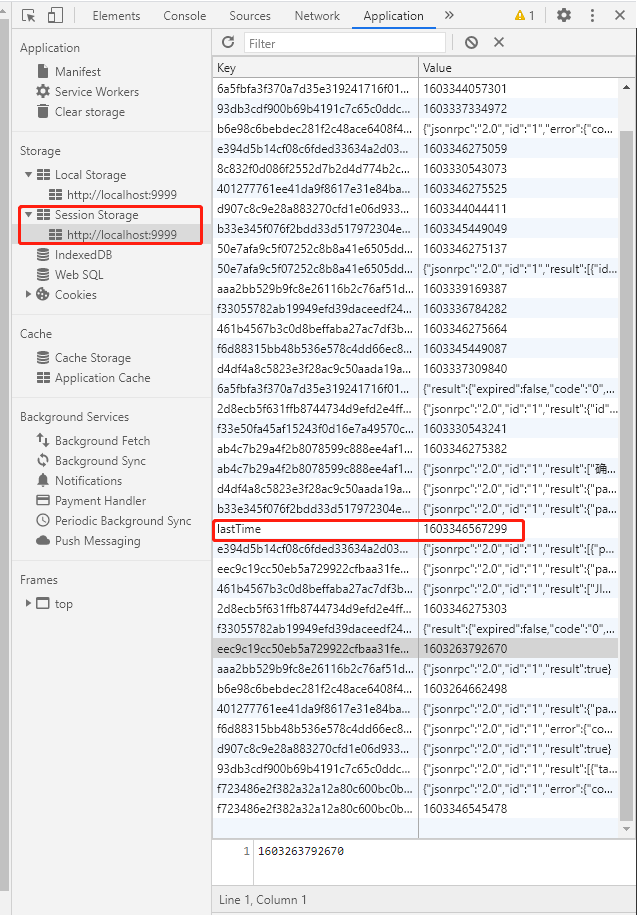 Elements Console Sources Network Application 1
Filter
Application
Manifest
Service Workers
Clear storage
Storage
Local Storage
http://localhost:9999
Session Storage
http://localhost:9999
IndexedDB
Web SQL
Cookies
Cache
Cache Storage
Application Cache
Background Services
Background Fetch
Background Sync
Notifications
Payment Handler
Periodic Background Sync
Push Messaging
Frames
top
Key Value
6a5fbfa3f370a7d35e319241716f01... 1603344057301
93db3cdf900b69b4191c7c65c0ddc... 1603337334972
b6e98c6bebdec281f2c48ace6408f4... {"jsonrpc":"2.0","id":"1","error":{"co...
e394d5b14cf08c6fded33634a2d03... 1603346275059
8c832f0d086f2552d7b2d4d774b2c... 1603330543073
401277761ee41da9f8617e31e84ba... 1603346275525
d907c8c9e28a883270cfd1e06d933... 1603344044411
b33e345f076f2bdd33d517972304e... 1603345449049
50e7afa9c5f07252c8b8a41e6505dd... 1603346275137
50e7afa9c5f07252c8b8a41e6505dd... {"jsonrpc":"2.0","id":"1","result":[{"id...
aaa2bb529b9fc8e26116b2c76af51d... 1603339169387
f33055782ab19949efd39daceedf24... 1603336784282
461b4567b3c0d8beffaba27ac7df3b... 1603346275664
f6d88315bb48b536e578c4dd66ec8... 1603345449087
d4df4a8c5823e3f28ac9c50aada19a... 1603337309840
6a5fbfa3f370a7d35e319241716f01... {"result":{"expired":false,"code":"0",...
2d8ecb5f631ffb8744734d9efd2e4ff... {"jsonrpc":"2.0","id":"1","result":{"id"...
f33e50fa45af15243f0d16e7a49570c... 1603330543241
ab4c7b29a4f2b8078599c888ee4af1... 1603346275382
ab4c7b29a4f2b8078599c888ee4af1... {"jsonrpc":"2.0","id":"1","result":["确...
d4df4a8c5823e3f28ac9c50aada19a... {"jsonrpc":"2.0","id":"1","result":{"pa...
b33e345f076f2bdd33d517972304e... {"jsonrpc":"2.0","id":"1","result":{"pa...
lastTime 1603346567299
e394d5b14cf08c6fded33634a2d03... {"jsonrpc":"2.0","id":"1","result":[{"p...
eec9c19cc50eb5a729922cfbaa31fe... {"jsonrpc":"2.0","id":"1","result":{"pa...
461b4567b3c0d8beffaba27ac7df3b... {"jsonrpc":"2.0","id":"1","result":["JI...
2d8ecb5f631ffb8744734d9efd2e4ff... 1603346275303
f33055782ab19949efd39daceedf24... {"result":{"expired":false,"code":"0",...
eec9c19cc50eb5a729922cfbaa31fe... 1603263792670
aaa2bb529b9fc8e26116b2c76af51d... {"jsonrpc":"2.0","id":"1","result":true}
b6e98c6bebdec281f2c48ace6408f4... 1603264662498
401277761ee41da9f8617e31e84ba... {"jsonrpc":"2.0","id":"1","result":{"pa...
f6d88315bb48b536e578c4dd66ec8... {"jsonrpc":"2.0","id":"1","error":{"co...
d907c8c9e28a883270cfd1e06d933... {"jsonrpc":"2.0","id":"1","result":true}
93db3cdf900b69b4191c7c65c0ddc... {"jsonrpc":"2.0","id":"1","result":[{"ta...
f723486e2f382a32a12a80c600bc0b... {"jsonrpc":"2.0","id":"1","error":{"co...
f723486e2f382a32a12a80c600bc0b... 1603346545478
1 1603263792670
Line 1, Column 1